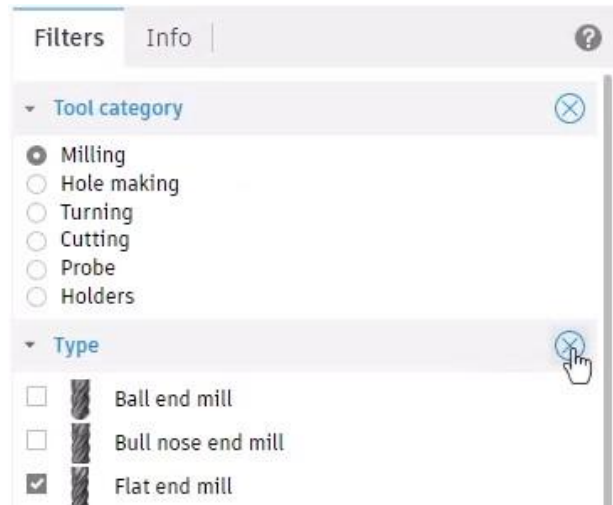 Filters Info
Tool category
Milling
Hole making
Turning
Cutting
Probe
Holders
Type
Ball end mill
Bull nose end mill
Flat end mill